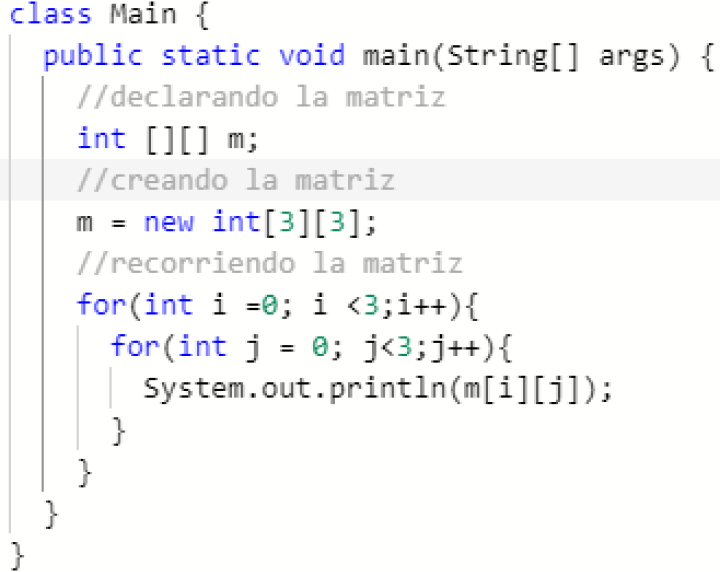 class Main {
  public static void main(String[] args) {
    //declarando la matriz
    int [][] m;
    //creando la matriz
    m = new int[3][3];
    //recorriendo la matriz
    for(int i =0; i <3;i++){
      for(int j = 0; j<3;j++){
        System.out.println(m[i][j]);
      }
    }
  }
}